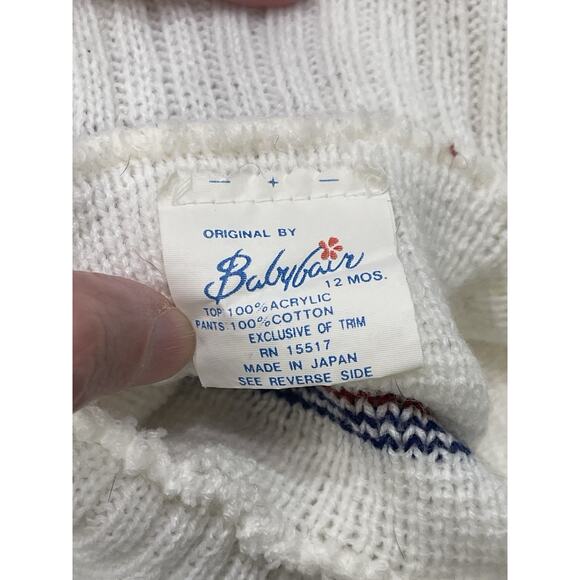 ORIGINAL BY
Babyfair
12 MOS.
TOP 100% ACRYLIC
PANTS: 100% COTTON
EXCLUSIVE OF TRIM
RN 15517
MADE IN JAPAN
SEE REVERSE SIDE